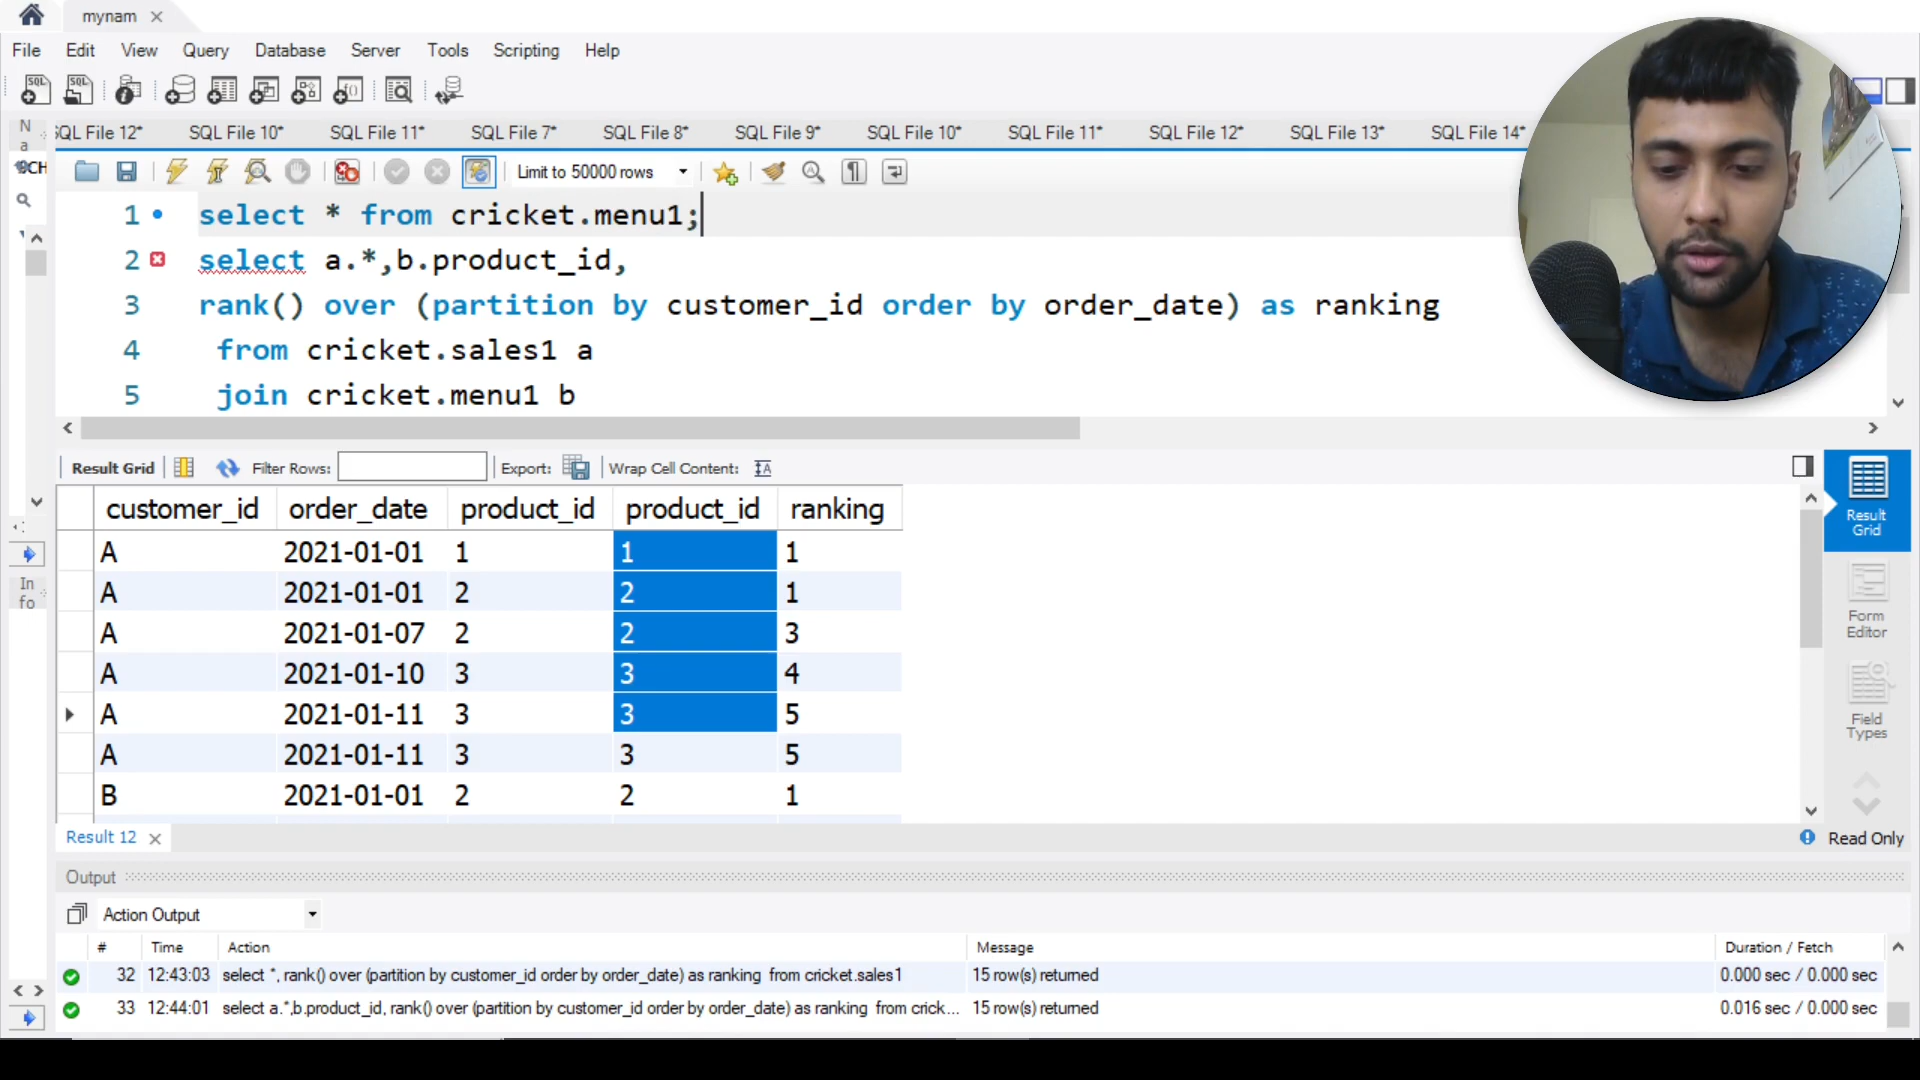 mynam
File Edit View Query Database Server Tools Scripting Help
SQL File 12* SQL File 10* SQL File 11* SQL File 7* SQL File 8* SQL File 9* SQL File 10* SQL File 11* SQL File 12* SQL File 13* SQL File 14*
Na
SCH
Limit to 50000 rows
1 select * from cricket.menu1;
2 select a.*,b.product_id,
3 rank() over (partition by customer_id order by order_date) as ranking
4 from cricket.sales1 a
5 join cricket.menu1 b
Result Grid Filter Rows: Export: Wrap Cell Content:
customer_id order_date product_id product_id ranking
A 2021-01-01 1 1 1
A 2021-01-01 2 2 1
A 2021-01-07 2 2 3
A 2021-01-10 3 3 4
A 2021-01-11 3 3 5
A 2021-01-11 3 3 5
B 2021-01-01 2 2 1
Result Grid
Form Editor
Field Types
Info
Result 12
Read Only
Output
Action Output
# Time Action Message Duration / Fetch
32 12:43:03 select *, rank() over (partition by customer_id order by order_date) as ranking from cricket.sales1 15 row(s) returned 0.000 sec / 0.000 sec
33 12:44:01 select a.*,b.product_id, rank() over (partition by customer_id order by order_date) as ranking from crick... 15 row(s) returned 0.016 sec / 0.000 sec